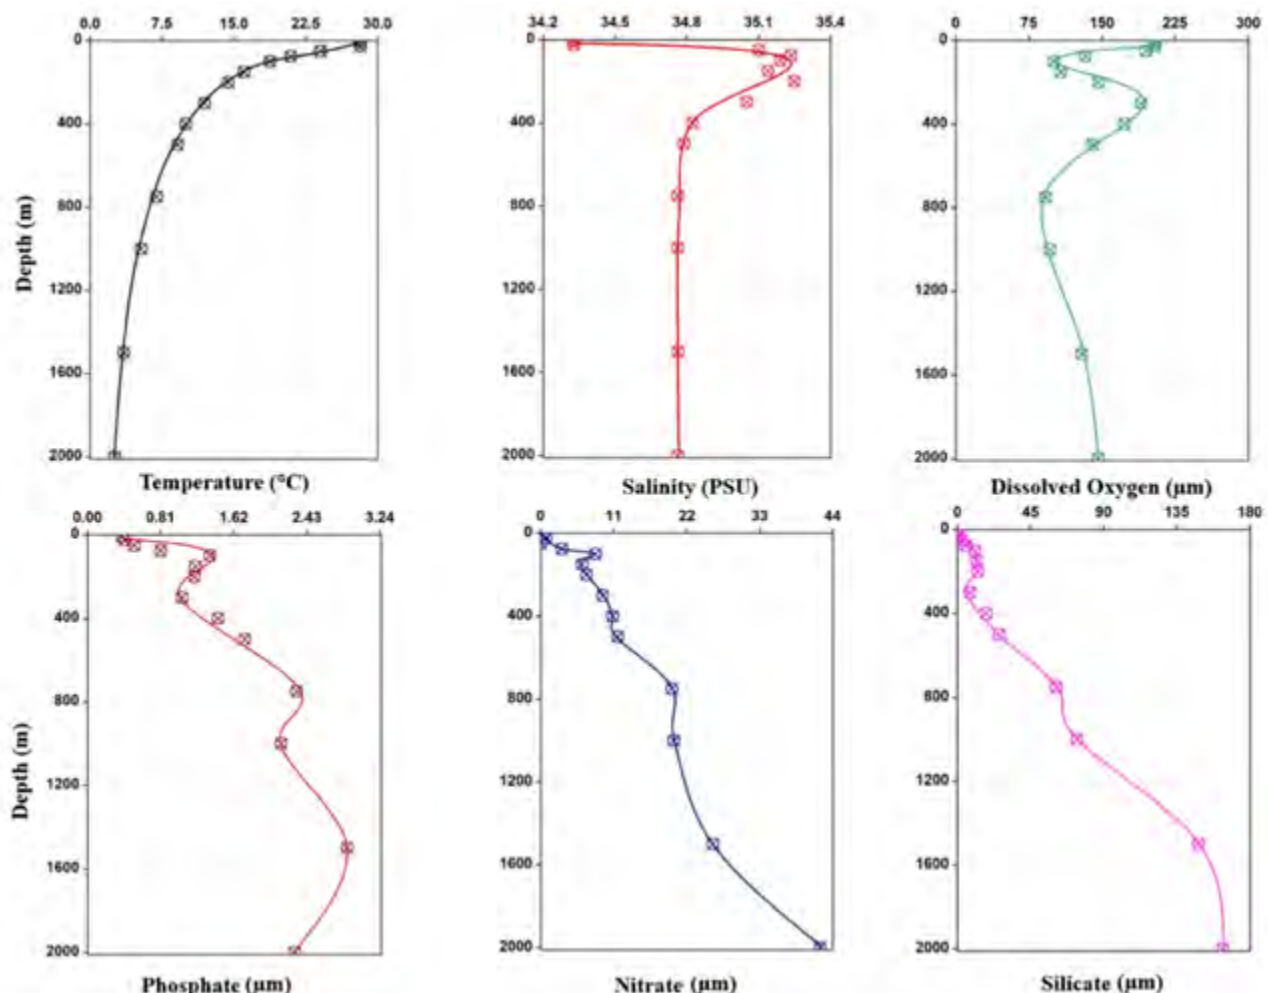 0.0 7.5 15.0 22.5 30.0
34.2 34.5 34.8 35.1 35.4
0 75 150 225 300
0
400
800
1200
1600
2000
Depth (m)
Temperature (°C)
0
400
800
1200
1600
2000
Salinity (PSU)
0
400
800
1200
1600
2000
Dissolved Oxygen (µm)
0.00 0.81 1.62 2.43 3.24
0 11 22 33 44
0 45 90 135 180
0
400
800
1200
1600
2000
Depth (m)
Phosphate (µm)
0
400
800
1200
1600
2000
Nitrate (µm)
0
400
800
1200
1600
2000
Silicate (µm)